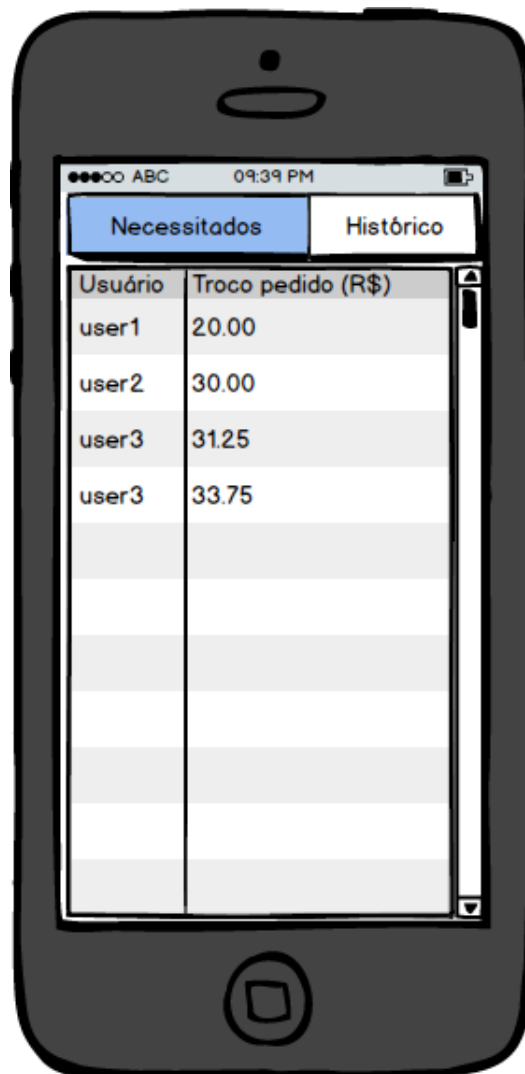 ABC 09:39 PM
Necessitados Histórico
Usuário Troco pedido (R$)
user1 20.00
user2 30.00
user3 31.25
user3 33.75